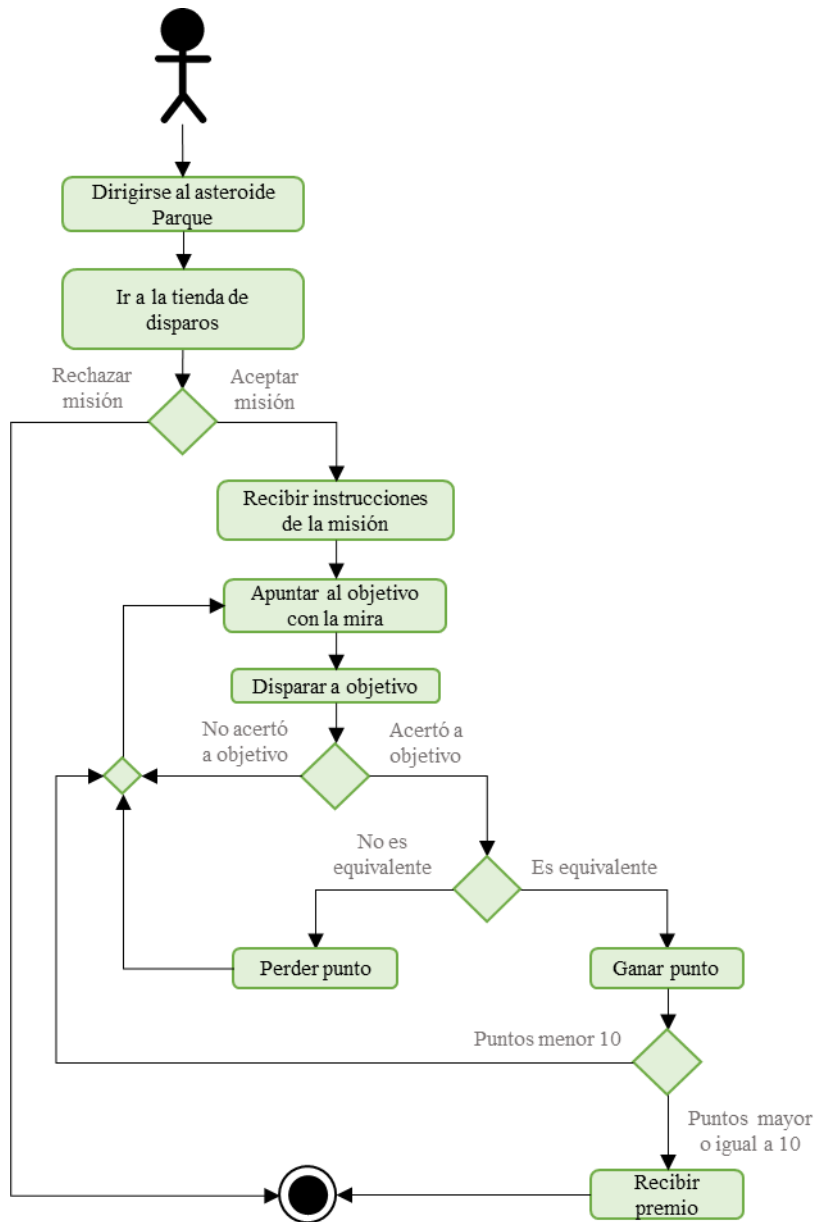 Dirigirse al asteroide
Parque
Ir a la tienda de
disparos
Rechazar
misión
Aceptar
misión
Recibir instrucciones
de la misión
Apuntar al objetivo
con la mira
Disparar a objetivo
No acertó
a objetivo
Acertó a
objetivo
No es
equivalente
Es equivalente
Perder punto
Ganar punto
Puntos menor 10
Puntos mayor
o igual a 10
Recibir
premio